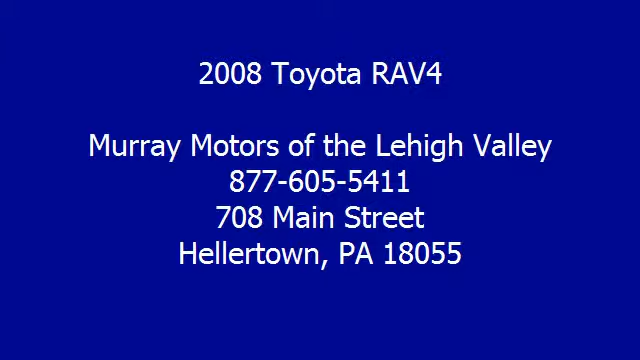 2008 Toyota RAV4
Murray Motors of the Lehigh Valley
877-605-5411
708 Main Street
Hellertown, PA 18055